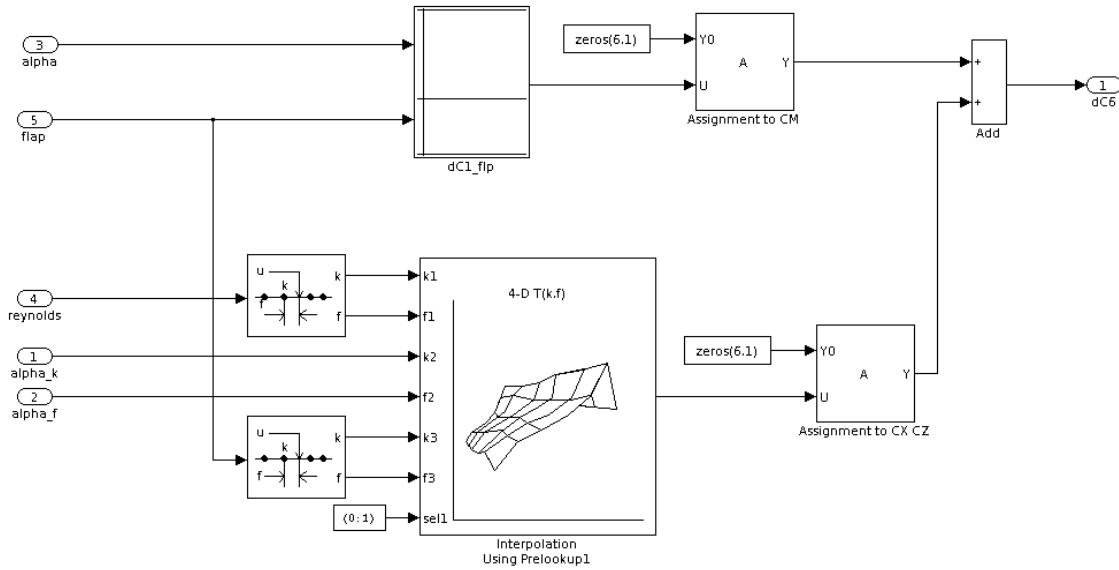 3
alpha
5
flap
dC1_flp
zeros(6.1)
Y0
A
Y
U
Assignment to CM
+
+
Add
1
dC6
4
reynolds
1
alpha_k
2
alpha_f
u
k
k
f
f
u
k
k
f
f
(0:1)
k1
f1
k2
f2
k3
f3
sel1
4-D T(k.f)
Interpolation
Using Prelookup1
zeros(6.1)
Y0
A
Y
U
Assignment to CX CZ